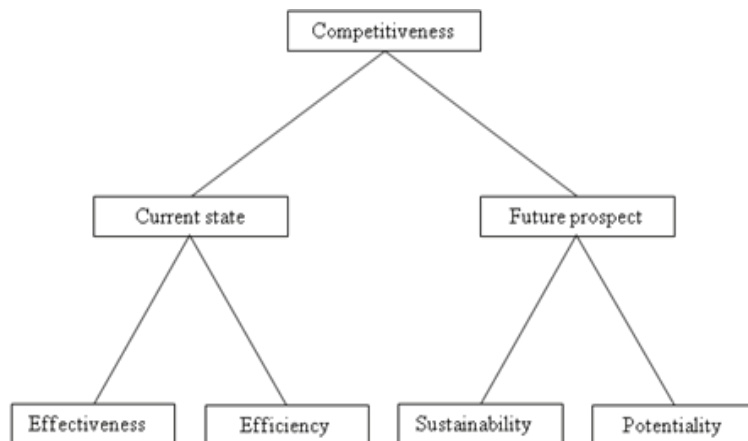 Competitiveness
Current state
Future prospect
Effectiveness
Efficiency
Sustainability
Potentiality